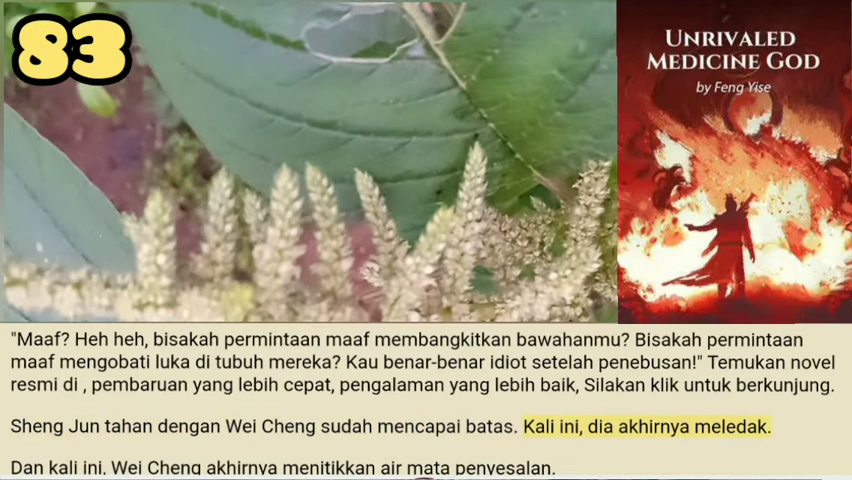 83
UNRIVALED
MEDICINE GOD
by Feng Yise
"Maaf? Heh heh, bisakah permintaan maaf membangkitkan bawahanmu? Bisakah permintaan
maaf mengobati luka di tubuh mereka? Kau benar-benar idiot setelah penebusan!" Temukan novel
resmi di , pembaruan yang lebih cepat, pengalaman yang lebih baik, Silakan klik untuk berkunjung.
Sheng Jun tahan dengan Wei Cheng sudah mencapai batas. Kali ini, dia akhirnya meledak.
Dan kali ini, Wei Cheng akhirnya menitikkan air mata penyesalan.